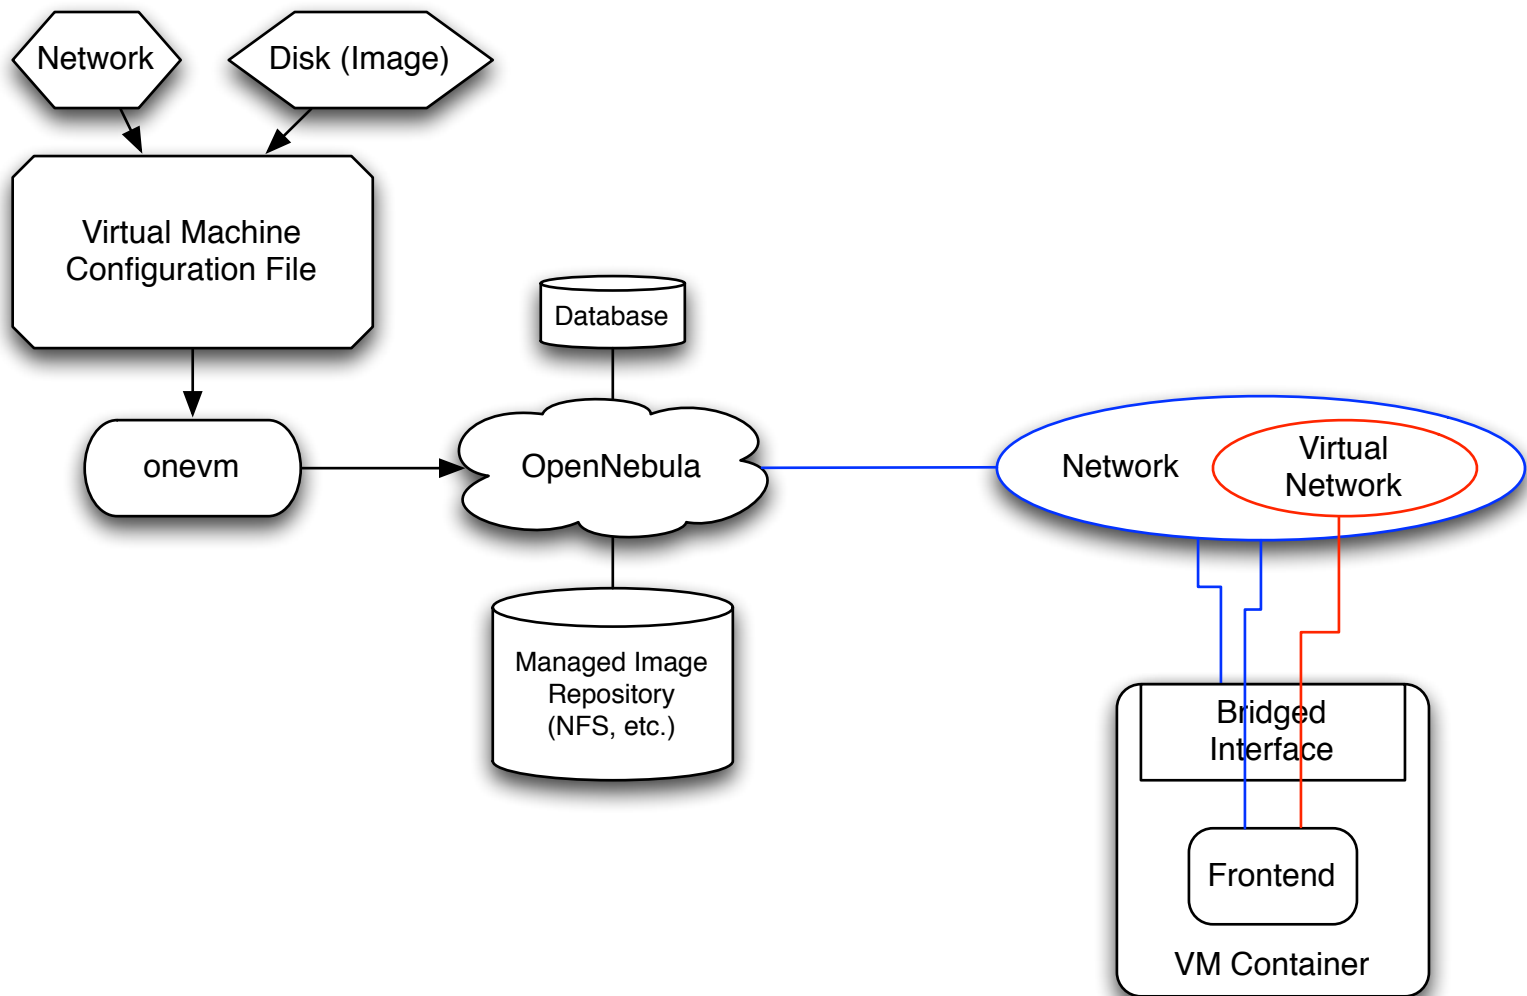 Network
Disk (Image)
Virtual Machine
Configuration File
Database
onevm
OpenNebula
Network
Virtual
Network
Managed Image
Repository
(NFS, etc.)
Bridged
Interface
Frontend
VM Container